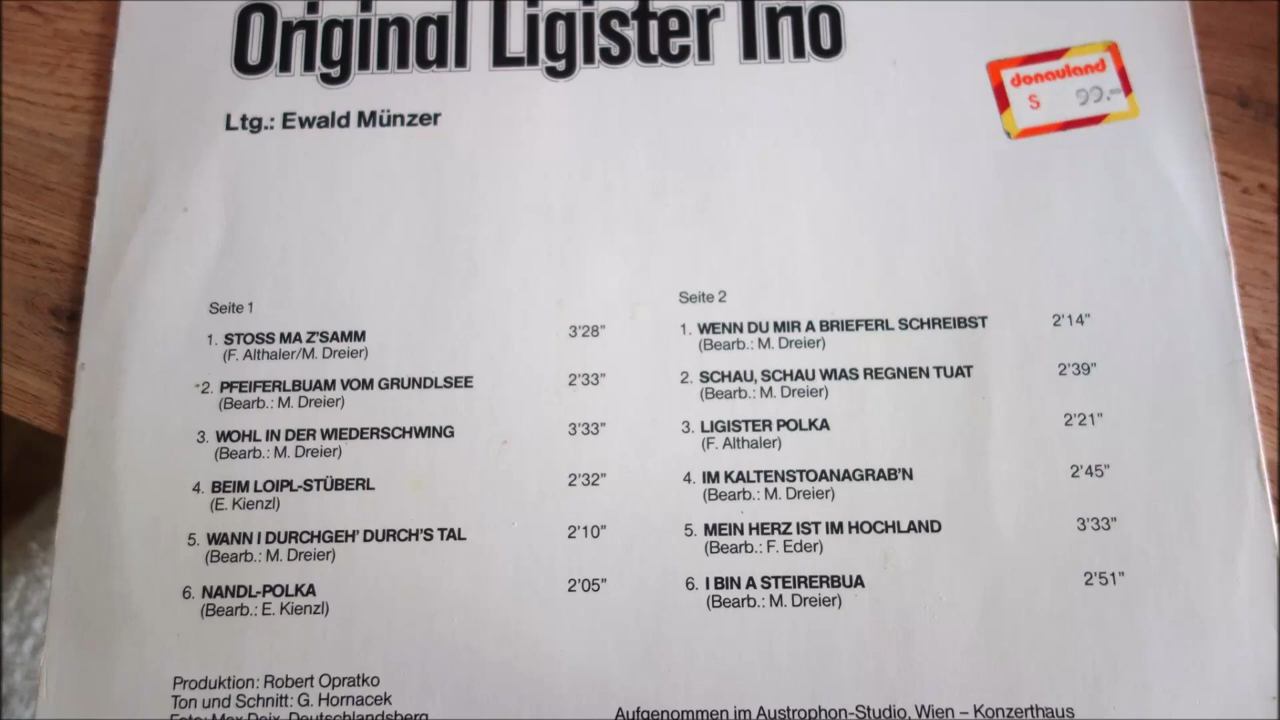 Original Ligister Trio
donauland
S 99.-
Ltg.: Ewald Münzer
Seite 1
1. STOSS MA Z'SAMM 3'28"
(F. Althaler/M. Dreier)
2. PFEIFERLBUAM VOM GRUNDLSEE 2'33"
(Bearb.: M. Dreier)
3. WOHL IN DER WIEDERSCHWING 3'33"
(Bearb.: M. Dreier)
4. BEIM LOIPL-STÜBERL 2'32"
(E. Kienzl)
5. WANN I DURCHGEH' DURCH'S TAL 2'10"
(Bearb.: M. Dreier)
6. NANDL-POLKA 2'05"
(Bearb.: E. Kienzl)
Seite 2
1. WENN DU MIR A BRIEFERL SCHREIBST 2'14"
(Bearb.: M. Dreier)
2. SCHAU, SCHAU WIAS REGNEN TUAT 2'39"
(Bearb.: M. Dreier)
3. LIGISTER POLKA 2'21"
(F. Althaler)
4. IM KALTENSTOANAGRAB'N 2'45"
(Bearb.: M. Dreier)
5. MEIN HERZ IST IM HOCHLAND 3'33"
(Bearb.: F. Eder)
6. I BIN A STEIRERBUA 2'51"
(Bearb.: M. Dreier)
Produktion: Robert Opratko
Ton und Schnitt: G. Hornacek
Foto: Max Deix, Deutschlandsberg
Aufgenommen im Austrophon-Studio, Wien – Konzerthaus